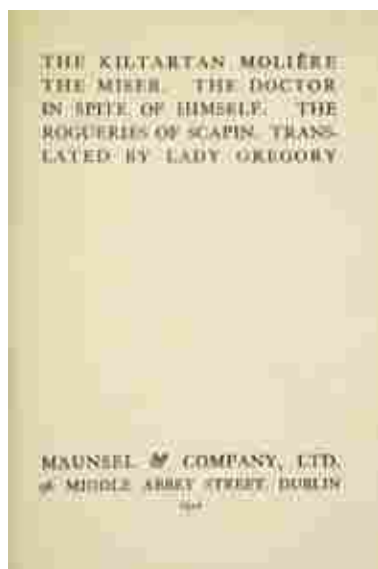 THE KILTARTAN MOLIÈRE
THE MISER. THE DOCTOR
IN SPITE OF HIMSELF. THE
ROGUERIES OF SCAPIN. TRANS-
LATED BY LADY GREGORY
MAUNSEL & COMPANY, LTD.
96 MIDDLE ABBEY STREET, DUBLIN